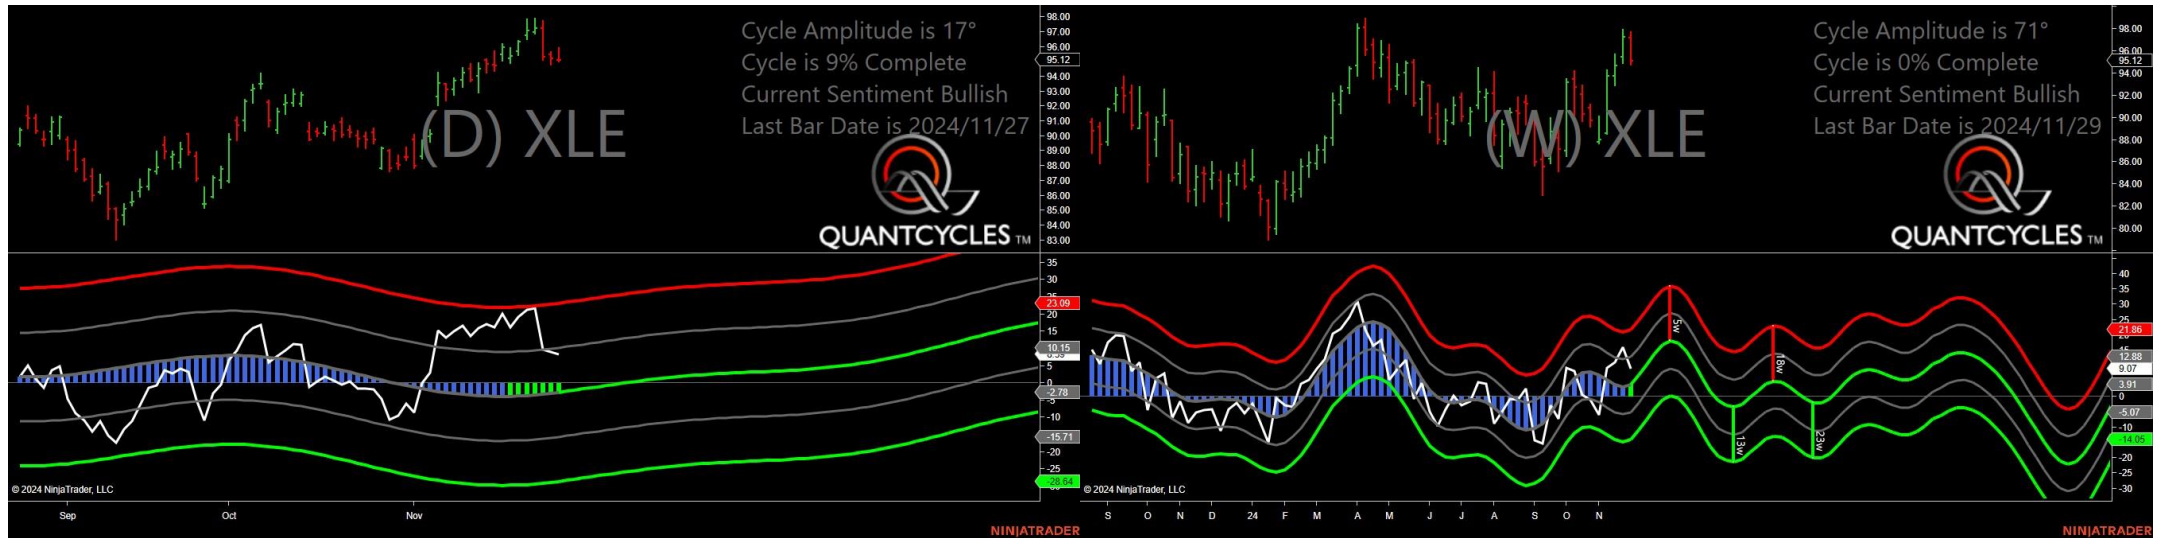 Cycle Amplitude is 17°
Cycle is 9% Complete
Current Sentiment Bullish
Last Bar Date is 2024/11/27
(D) XLE
QUANTCYCLES TM
98.00
97.00
96.00
95.12
94.00
93.00
92.00
91.00
90.00
89.00
88.00
87.00
86.00
85.00
84.00
83.00
35
30
23.09
20
15
10.15
5
0
-2.78
-5
-10
-15.71
-20
-25
-28.64
© 2024 NinjaTrader, LLC
Sep Oct Nov
NINJATRADER
Cycle Amplitude is 71°
Cycle is 0% Complete
Current Sentiment Bullish
Last Bar Date is 2024/11/29
(W) XLE
QUANTCYCLES TM
98.00
96.00
95.12
94.00
92.00
90.00
88.00
86.00
84.00
82.00
80.00
40
35
30
21.86
12.88
9.07
3.91
0
-5.07
-10
-14.05
-20
-25
-30
5w
18w
13w
23w
© 2024 NinjaTrader, LLC
S O N D 24 F M A M J J A S O N
NINJATRADER